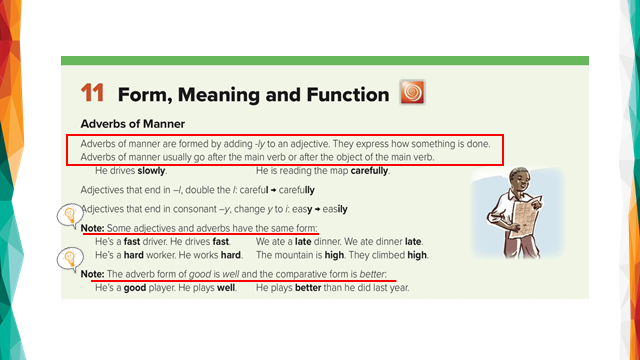 11 Form, Meaning and Function
Adverbs of Manner
Adverbs of manner are formed by adding -ly to an adjective. They express how something is done.
Adverbs of manner usually go after the main verb or after the object of the main verb.
He drives slowly. He is reading the map carefully.
Adjectives that end in –l, double the l: careful → carefully
Adjectives that end in consonant –y, change y to i: easy → easily
Note: Some adjectives and adverbs have the same form:
He's a fast driver. He drives fast. We ate a late dinner. We ate dinner late.
He's a hard worker. He works hard. The mountain is high. They climbed high.
Note: The adverb form of good is well and the comparative form is better:
He's a good player. He plays well. He plays better than he did last year.